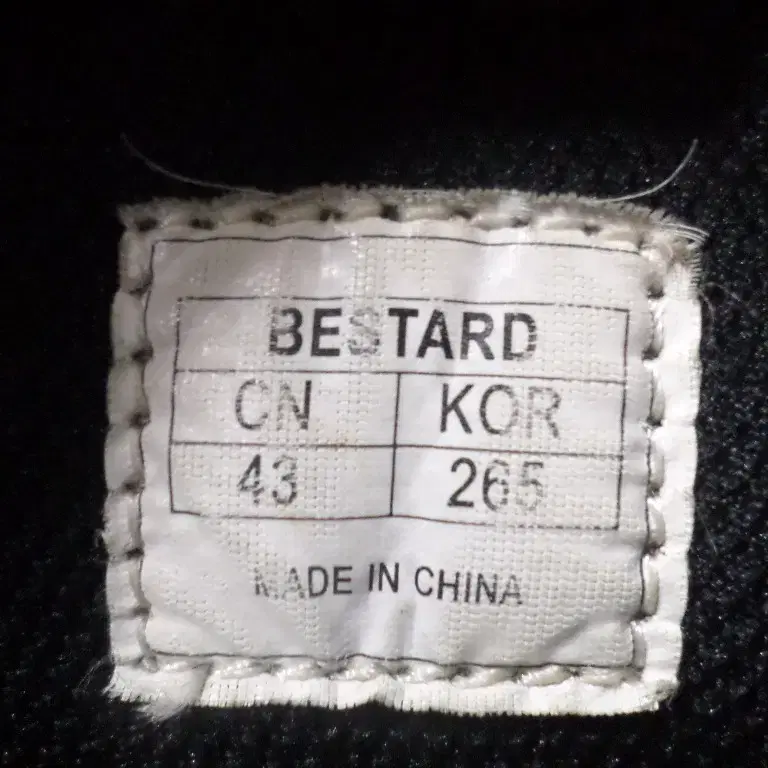 BESTARD
CN KOR
43 265
MADE IN CHINA